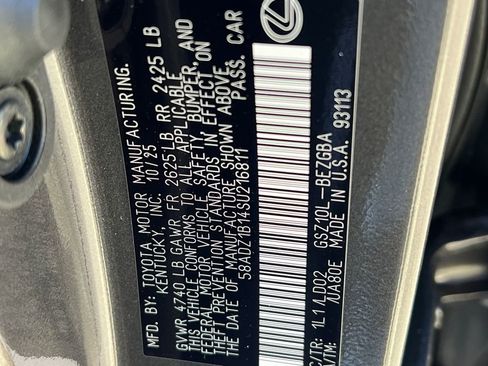 MFD. BY: TOYOTA MOTOR MANUFACTURING,
KENTUCKY, INC. 10/25
GVWR 4740 LB GAWR FR 2625 LB RR 2425 LB
THIS VEHICLE CONFORMS TO ALL APPLICABLE
FEDERAL MOTOR VEHICLE SAFETY, BUMPER, AND
THEFT PREVENTION STANDARDS IN EFFECT ON
THE DATE OF MANUFACTURE SHOWN ABOVE.
58ADZ1B14SU216811 PASS. CAR
C/TR: 1L1 LD02 GSZ10L-BEZGBA
/UA80E MADE IN U.S.A. 93113